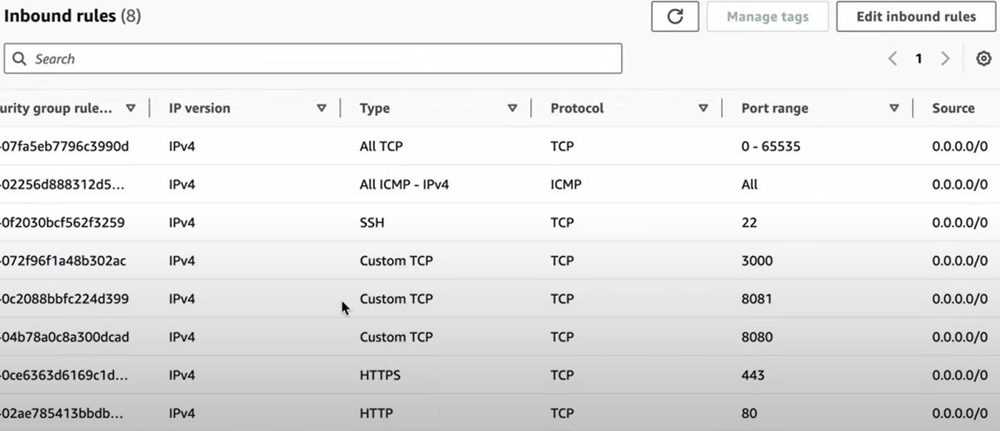 Inbound rules (8) Manage tags Edit inbound rules
Search 1
urity group rule... IP version Type Protocol Port range Source
-07fa5eb7796c3990d IPv4 All TCP TCP 0 - 65535 0.0.0.0/0
-02256d888312d5... IPv4 All ICMP - IPv4 ICMP All 0.0.0.0/0
-0f2030bcf562f3259 IPv4 SSH TCP 22 0.0.0.0/0
-072f96f1a48b302ac IPv4 Custom TCP TCP 3000 0.0.0.0/0
-0c2088bbfc224d399 IPv4 Custom TCP TCP 8081 0.0.0.0/0
-04b78a0c8a300dcad IPv4 Custom TCP TCP 8080 0.0.0.0/0
-0ce6363d6169c1d... IPv4 HTTPS TCP 443 0.0.0.0/0
-02ae785413bbdb... IPv4 HTTP TCP 80 0.0.0.0/0